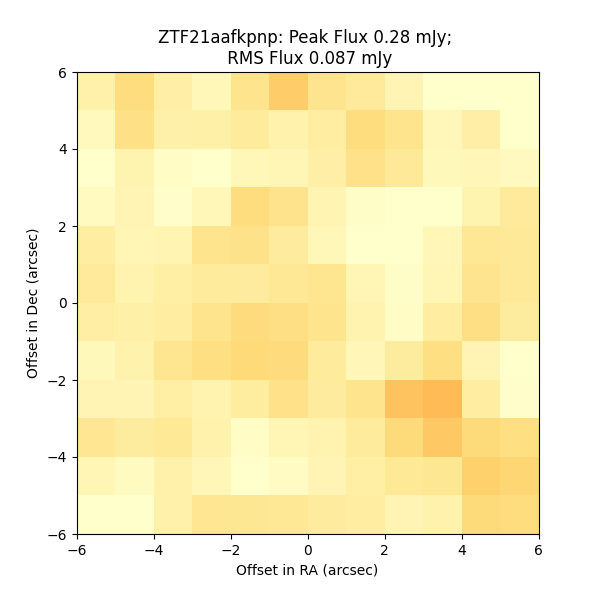 ZTF21aafkpnp: Peak Flux 0.28 mJy;
RMS Flux 0.087 mJy
6
4
2
0
−2
−4
−6
Offset in Dec (arcsec)
−6 −4 −2 0 2 4 6
Offset in RA (arcsec)